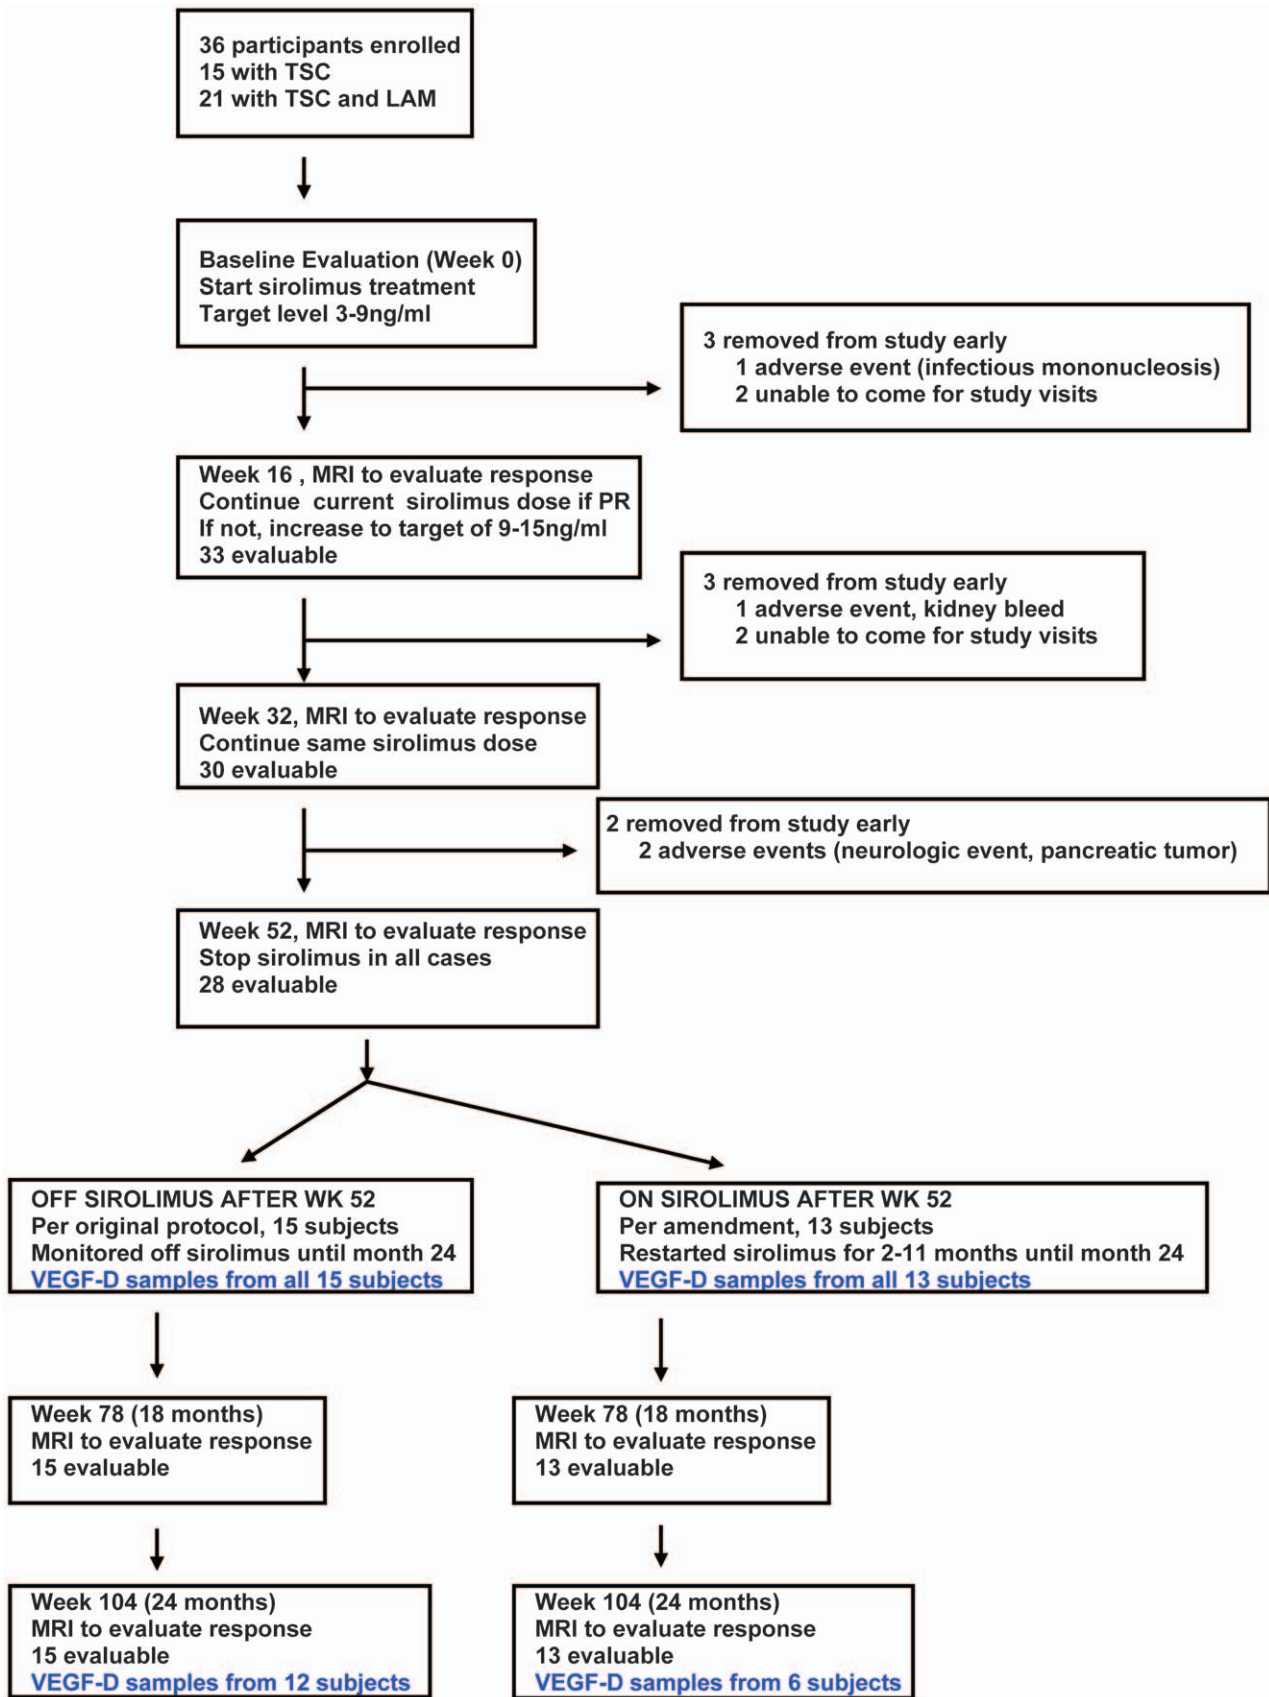 36 participants enrolled
15 with TSC
21 with TSC and LAM
Baseline Evaluation (Week 0)
Start sirolimus treatment
Target level 3-9ng/ml
3 removed from study early
1 adverse event (infectious mononucleosis)
2 unable to come for study visits
Week 16 , MRI to evaluate response
Continue current sirolimus dose if PR
If not, increase to target of 9-15ng/ml
33 evaluable
3 removed from study early
1 adverse event, kidney bleed
2 unable to come for study visits
Week 32, MRI to evaluate response
Continue same sirolimus dose
30 evaluable
2 removed from study early
2 adverse events (neurologic event, pancreatic tumor)
Week 52, MRI to evaluate response
Stop sirolimus in all cases
28 evaluable
OFF SIROLIMUS AFTER WK 52
Per original protocol, 15 subjects
Monitored off sirolimus until month 24
VEGF-D samples from all 15 subjects
ON SIROLIMUS AFTER WK 52
Per amendment, 13 subjects
Restarted sirolimus for 2-11 months until month 24
VEGF-D samples from all 13 subjects
Week 78 (18 months)
MRI to evaluate response
15 evaluable
Week 78 (18 months)
MRI to evaluate response
13 evaluable
Week 104 (24 months)
MRI to evaluate response
15 evaluable
VEGF-D samples from 12 subjects
Week 104 (24 months)
MRI to evaluate response
13 evaluable
VEGF-D samples from 6 subjects